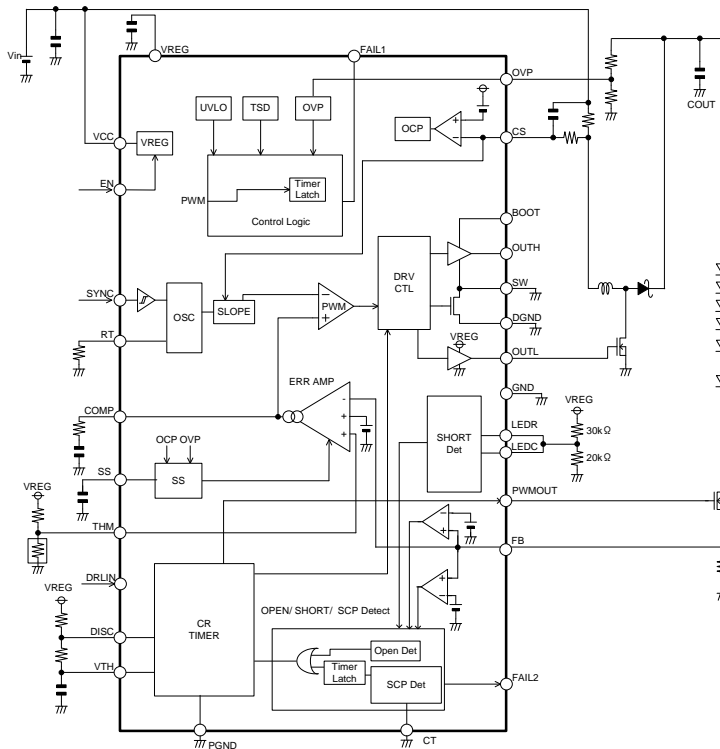 VREG
FAIL1
Vin
OVP
COUT
UVLO
TSD
OVP
OCP
+
−
CS
VCC
VREG
EN
Timer
Latch
PWM
Control Logic
BOOT
DRV
CTL
OUTH
SYNC
OSC
SLOPE
−
PWM
+
SW
DGND
RT
VREG
OUTL
ERR AMP
GND
VREG
COMP
-
+
+
SHORT
Det
LEDR
30kΩ
LEDC
20kΩ
OCP OVP
SS
SS
VREG
PWMOUT
THM
−
+
FB
DRLIN
VREG
+
−
CR
TIMER
OPEN/ SHORT/ SCP Detect
DISC
Open Det
VTH
Timer
Latch
SCP Det
FAIL2
PGND
CT